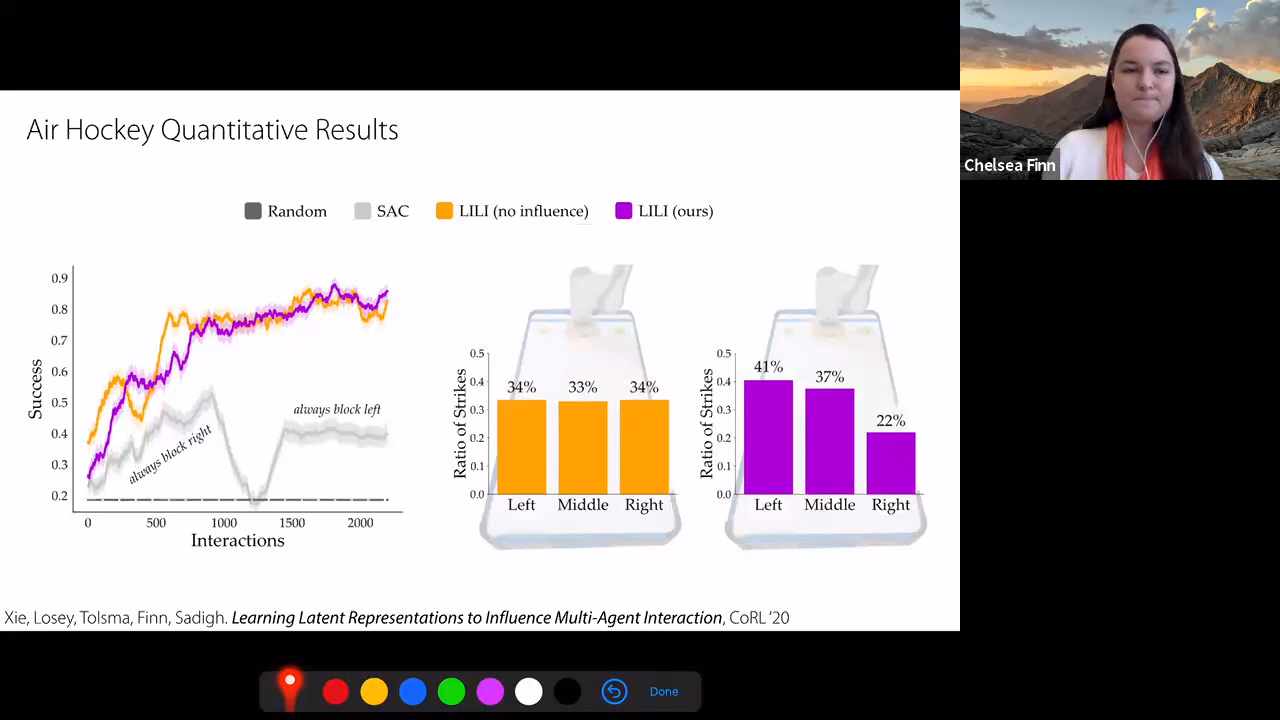 Air Hockey Quantitative Results
Chelsea Finn
Random SAC LILI (no influence) LILI (ours)
Success
0.9
0.8
0.7
0.6
0.5
0.4
0.3
0.2
always block right
always block left
0 500 1000 1500 2000
Interactions
Ratio of Strikes
0.5
0.4
0.3
0.2
0.1
0.0
34% 33% 34%
Left Middle Right
Ratio of Strikes
0.5
0.4
0.3
0.2
0.1
0.0
41% 37% 22%
Left Middle Right
Xie, Losey, Tolsma, Finn, Sadigh. Learning Latent Representations to Influence Multi-Agent Interaction, CoRL '20
Done